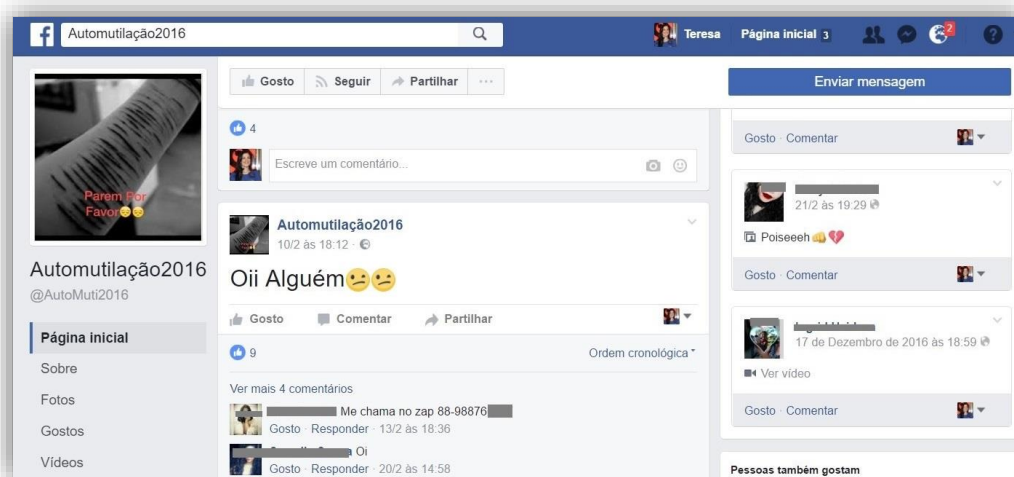 f
Automutilação2016
Teresa
Página inicial 3
2
?
Parem Por
Favor
Automutilação2016
@AutoMuti2016
Página inicial
Sobre
Fotos
Gostos
Vídeos
Gosto
Seguir
Partilhar
...
4
Escreve um comentário...
Automutilação2016
10/2 às 18:12 ·
Oii Alguém😕😕
Gosto
Comentar
Partilhar
9
Ordem cronológica
Ver mais 4 comentários
Me chama no zap 88-98876
Gosto · Responder · 13/2 às 18:36
Oi
Gosto · Responder · 20/2 às 14:58
Enviar mensagem
Gosto · Comentar
21/2 às 19:29
Poiseeeh👊💔
Gosto · Comentar
17 de Dezembro de 2016 às 18:59
Ver vídeo
Gosto · Comentar
Pessoas também gostam